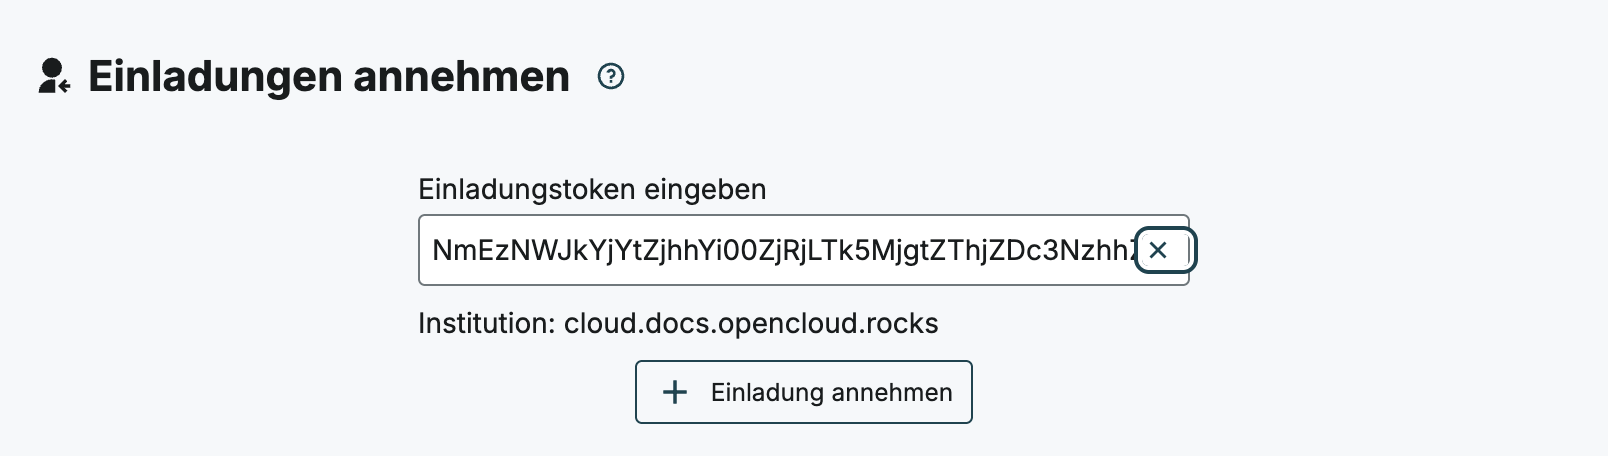 Einladungen annehmen
Einladungstoken eingeben
NmEzNWJkYjYtZjhhYi00ZjRjLTk5MjgtZThjZDc3Nzhh
Institution: cloud.docs.opencloud.rocks
Einladung annehmen